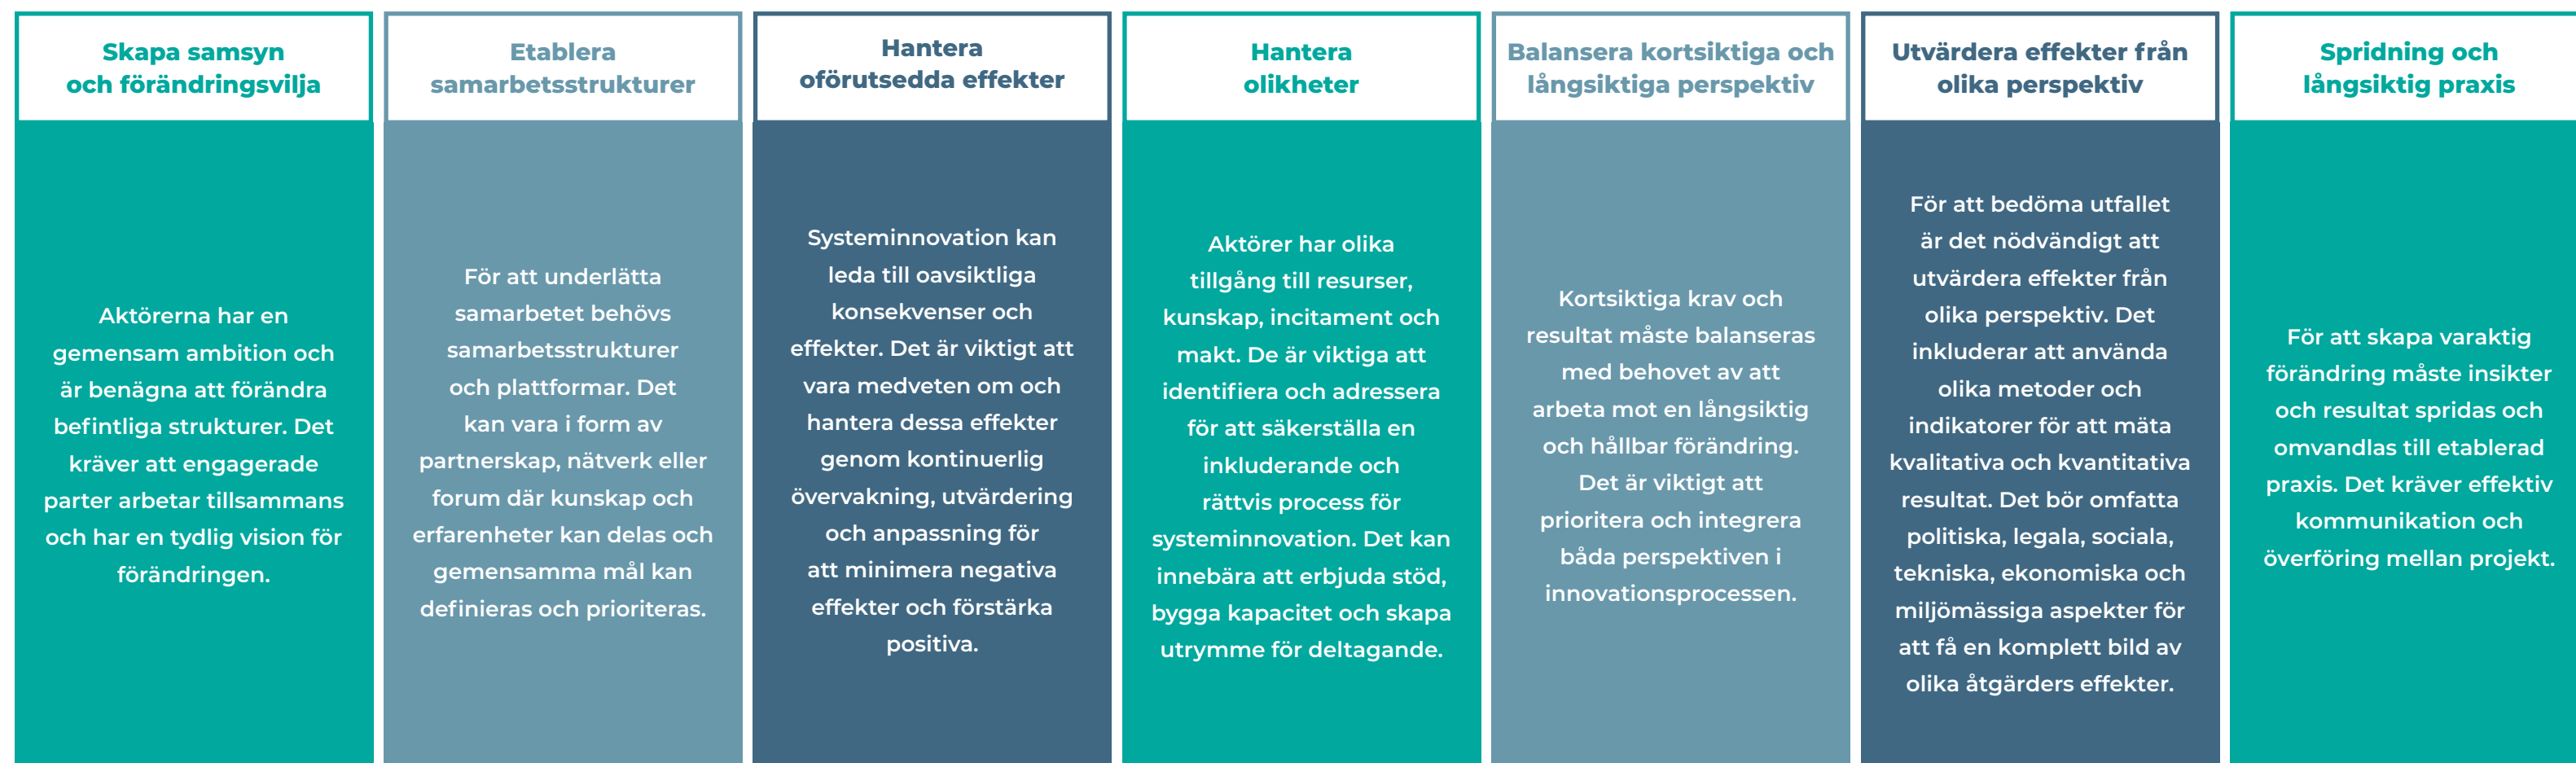 Skapa samsyn
och förändringsvilja
Aktörerna har en
gemensam ambition och
är benägna att förändra
befintliga strukturer. Det
kräver att engagerade
parter arbetar tillsammans
och har en tydlig vision för
förändringen.
Etablera
samarbetsstrukturer
För att underlätta
samarbetet behövs
samarbetsstrukturer
och plattformar. Det
kan vara i form av
partnerskap, nätverk eller
forum där kunskap och
erfarenheter kan delas och
gemensamma mål kan
definieras och prioriteras.
Hantera
oförutsedda effekter
Systeminnovation kan
leda till oavsiktliga
konsekvenser och
effekter. Det är viktigt att
vara medveten om och
hantera dessa effekter
genom kontinuerlig
övervakning, utvärdering
och anpassning för
att minimera negativa
effekter och förstärka
positiva.
Hantera
olikheter
Aktörer har olika
tillgång till resurser,
kunskap, incitament och
makt. De är viktiga att
identifiera och adressera
för att säkerställa en
inkluderande och
rättvis process för
systeminnovation. Det kan
innebära att erbjuda stöd,
bygga kapacitet och skapa
utrymme för deltagande.
Balansera kortsiktiga och
långsiktiga perspektiv
Kortsiktiga krav och
resultat måste balanseras
med behovet av att
arbeta mot en långsiktig
och hållbar förändring.
Det är viktigt att
prioritera och integrera
båda perspektiven i
innovationsprocessen.
Utvärdera effekter från
olika perspektiv
För att bedöma utfallet
är det nödvändigt att
utvärdera effekter från
olika perspektiv. Det
inkluderar att använda
olika metoder och
indikatorer för att mäta
kvalitativa och kvantitativa
resultat. Det bör omfatta
politiska, legala, sociala,
tekniska, ekonomiska och
miljömässiga aspekter för
att få en komplett bild av
olika åtgärders effekter.
Spridning och
långsiktig praxis
För att skapa varaktig
förändring måste insikter
och resultat spridas och
omvandlas till etablerad
praxis. Det kräver effektiv
kommunikation och
överföring mellan projekt.